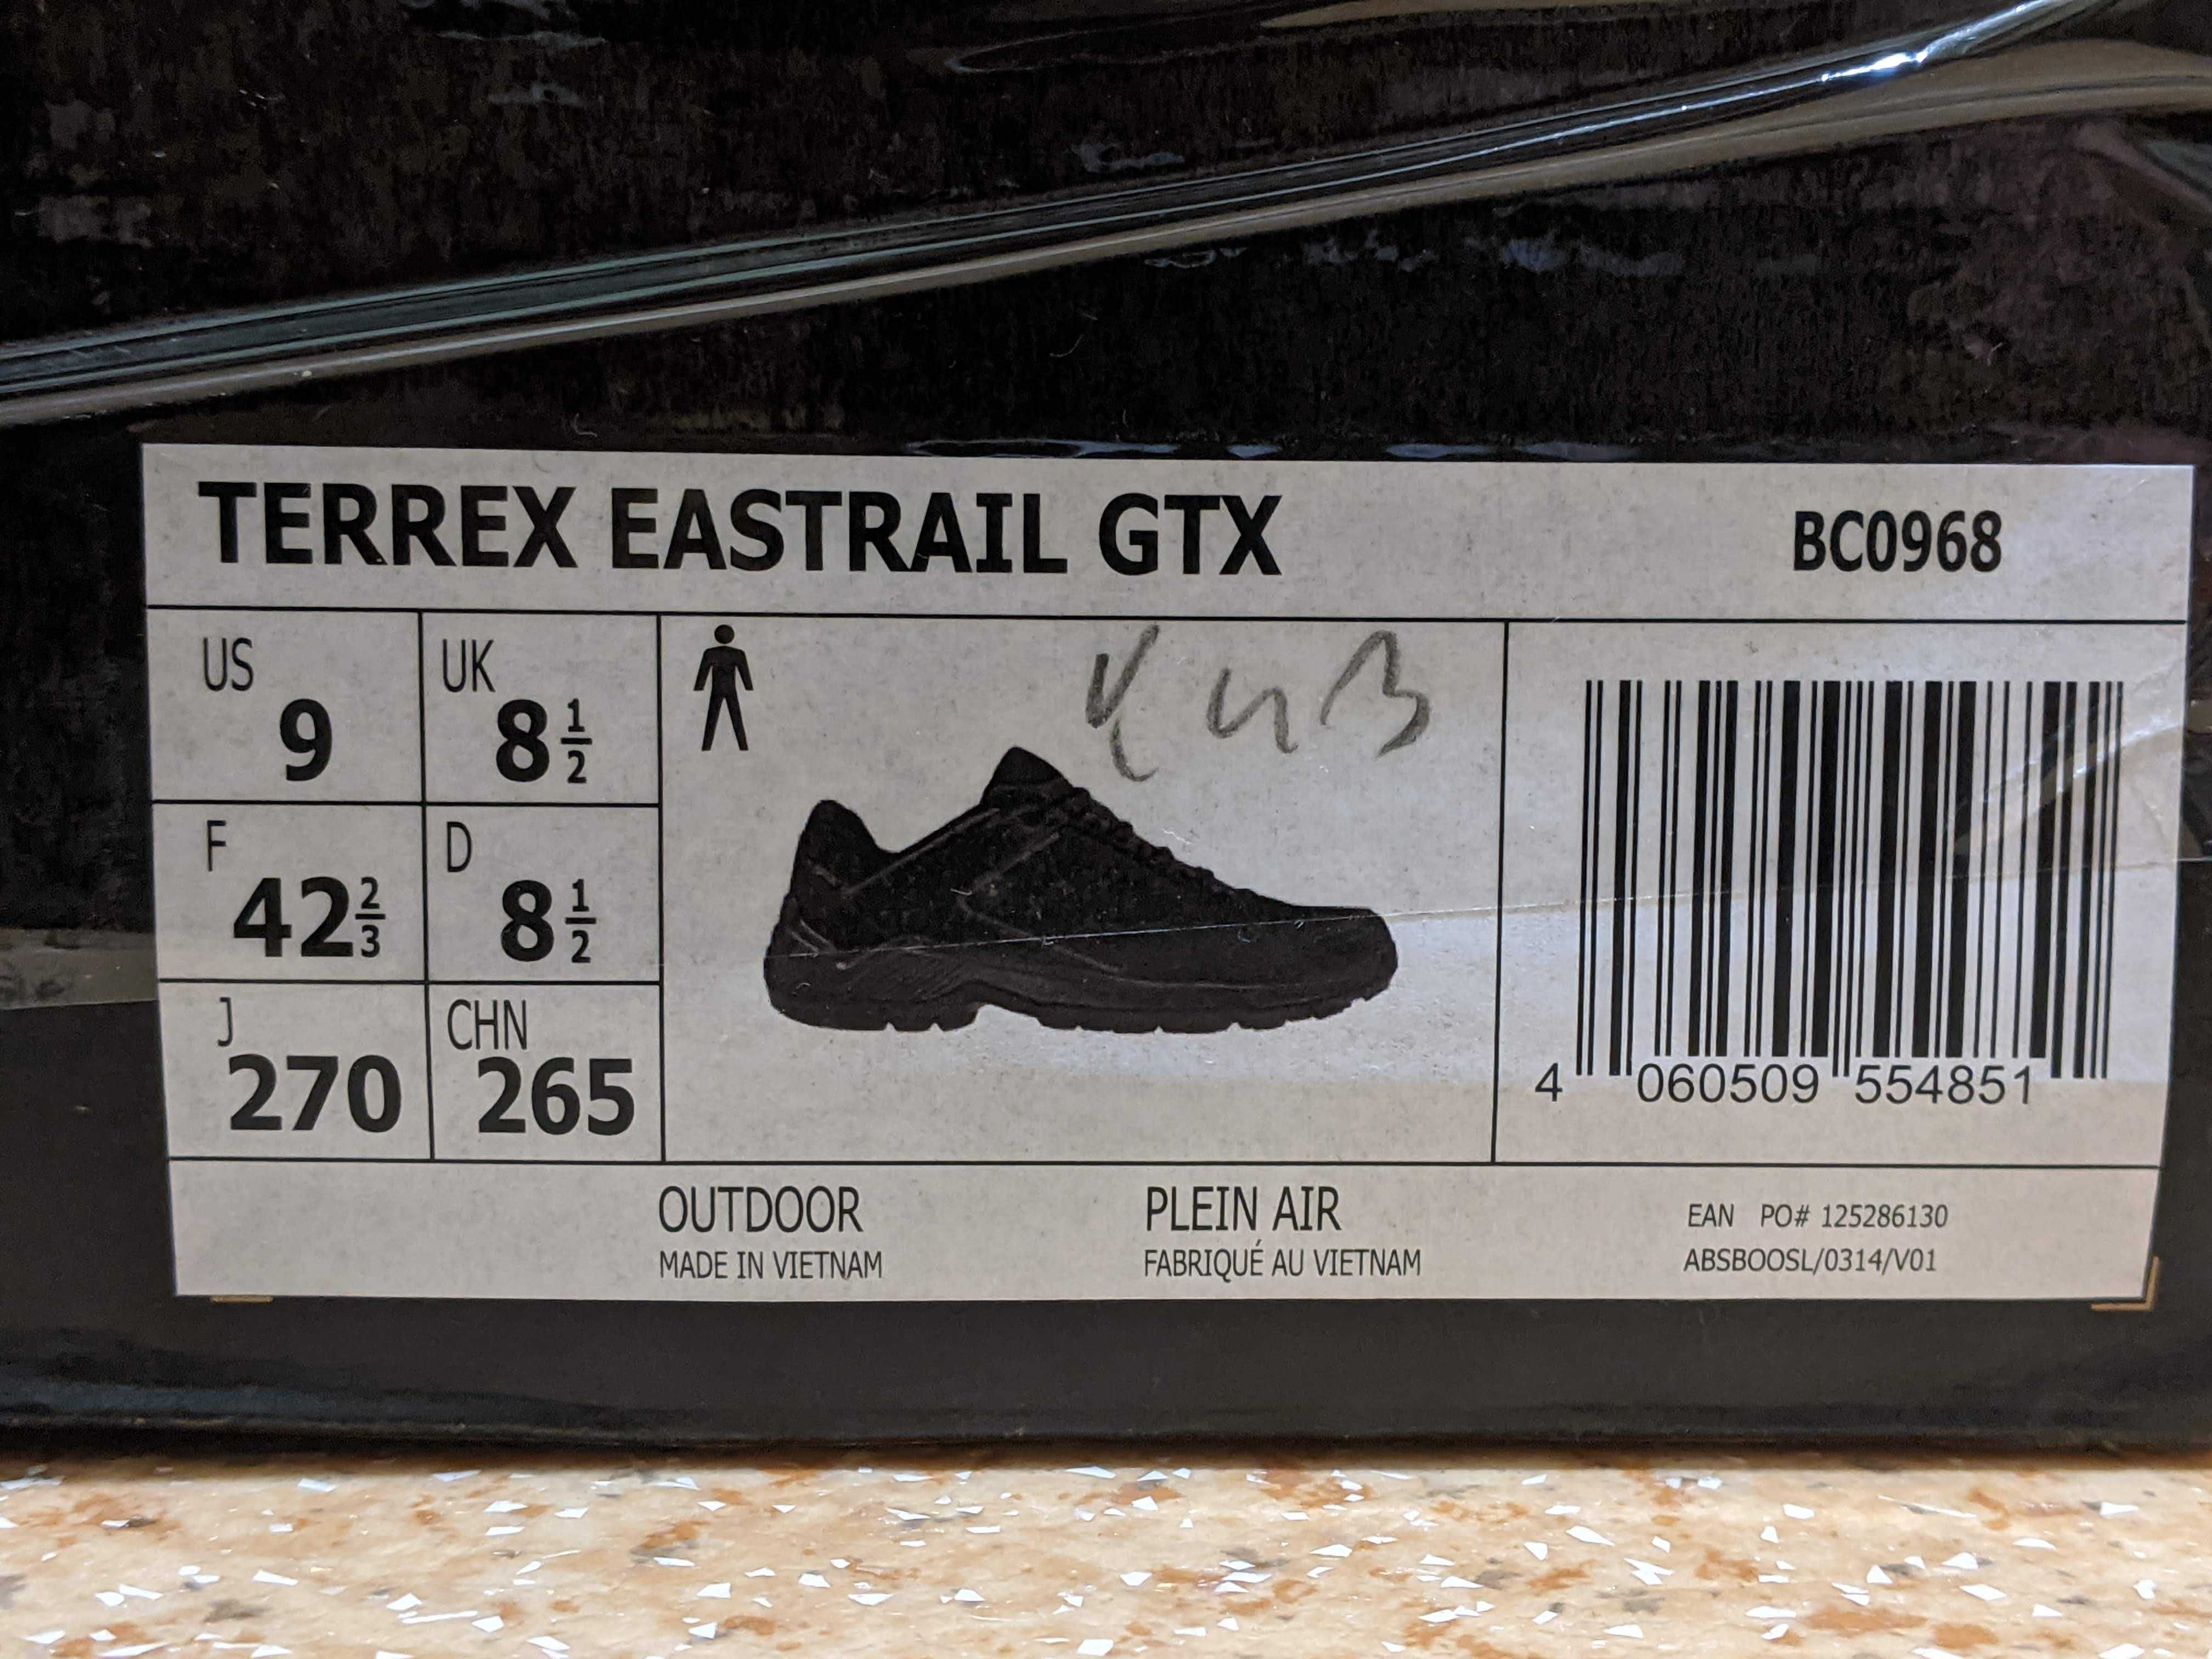 TERREX EASTRAIL GTX BC0968
US 9 UK 8 1/2
F 42 2/3 D 8 1/2
J 270 CHN 265
4 060509 554851
OUTDOOR PLEIN AIR EAN PO# 125286130
MADE IN VIETNAM FABRIQUÉ AU VIETNAM ABSBOOSL/0314/V01